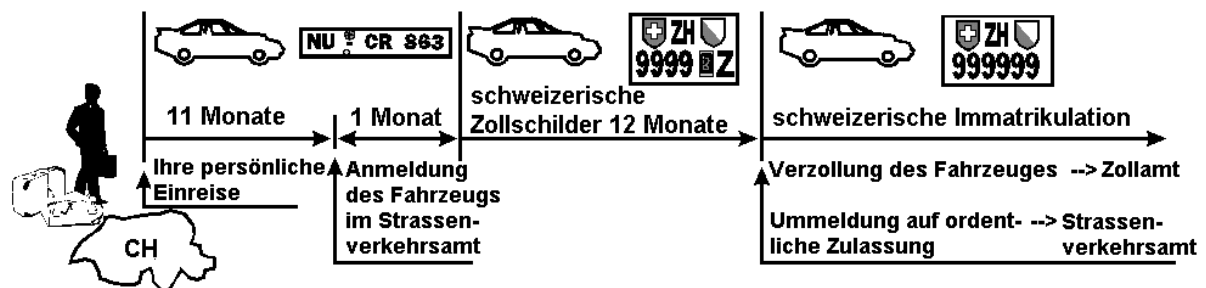 NU CR 863
ZH
9999 Z
ZH
999999
11 Monate
1 Monat
schweizerische
Zollschilder 12 Monate
schweizerische Immatrikulation
Ihre persönliche
Einreise
Anmeldung
des Fahrzeugs
im Strassen-
verkehrsamt
Verzollung des Fahrzeuges --> Zollamt
Ummeldung auf ordent- --> Strassen-
liche Zulassung verkehrsamt
CH